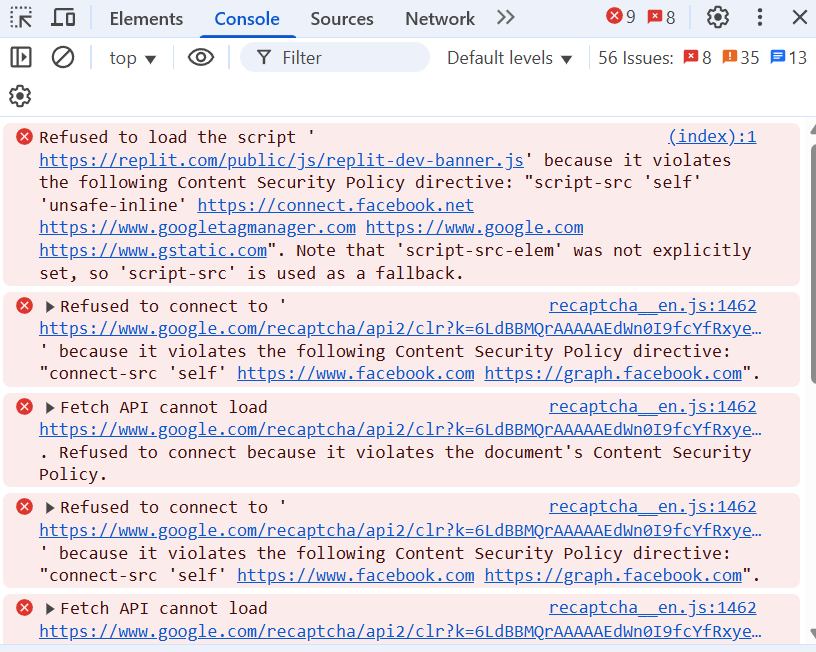 Elements Console Sources Network 9 8
top Filter Default levels 56 Issues: 8 35 13
Refused to load the script ' (index):1
https://replit.com/public/js/replit-dev-banner.js' because it violates
the following Content Security Policy directive: "script-src 'self'
'unsafe-inline' https://connect.facebook.net
https://www.googletagmanager.com https://www.google.com
https://www.gstatic.com". Note that 'script-src-elem' was not explicitly
set, so 'script-src' is used as a fallback.
Refused to connect to ' recaptcha__en.js:1462
https://www.google.com/recaptcha/api2/clr?k=6LdBBMQrAAAAAEdWn0I9fcYfRxye…
' because it violates the following Content Security Policy directive:
"connect-src 'self' https://www.facebook.com https://graph.facebook.com".
Fetch API cannot load recaptcha__en.js:1462
https://www.google.com/recaptcha/api2/clr?k=6LdBBMQrAAAAAEdWn0I9fcYfRxye…
. Refused to connect because it violates the document's Content Security
Policy.
Refused to connect to ' recaptcha__en.js:1462
https://www.google.com/recaptcha/api2/clr?k=6LdBBMQrAAAAAEdWn0I9fcYfRxye…
' because it violates the following Content Security Policy directive:
"connect-src 'self' https://www.facebook.com https://graph.facebook.com".
Fetch API cannot load recaptcha__en.js:1462
https://www.google.com/recaptcha/api2/clr?k=6LdBBMQrAAAAAEdWn0I9fcYfRxye…